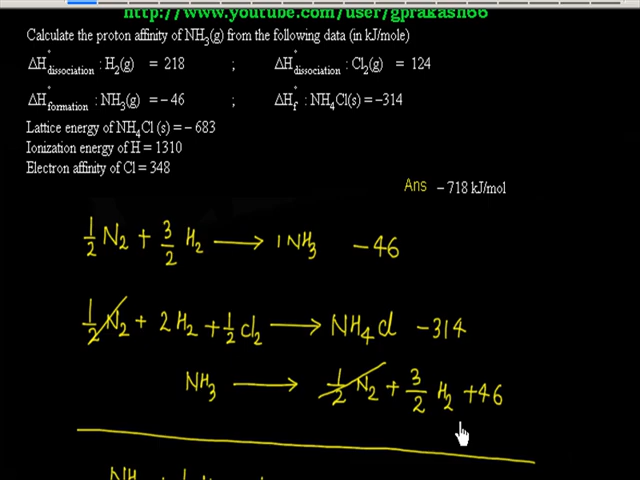 http://www.youtube.com/user/gprakash66
Calculate the proton affinity of NH3(g) from the following data (in kJ/mole)
ΔH°dissociation : H2(g) = 218 ; ΔH°dissociation : Cl2(g) = 124
ΔH°formation : NH3(g) = – 46 ; ΔH°f : NH4Cl(s) = –314
Lattice energy of NH4Cl (s) = – 683
Ionization energy of H = 1310
Electron affinity of Cl = 348
Ans – 718 kJ/mol
1/2 N2 + 3/2 H2 → 1 NH3 – 46
1/2 N2 + 2 H2 + 1/2 Cl2 → NH4 Cl – 314
NH3 → 1/2 N2 + 3/2 H2 + 46